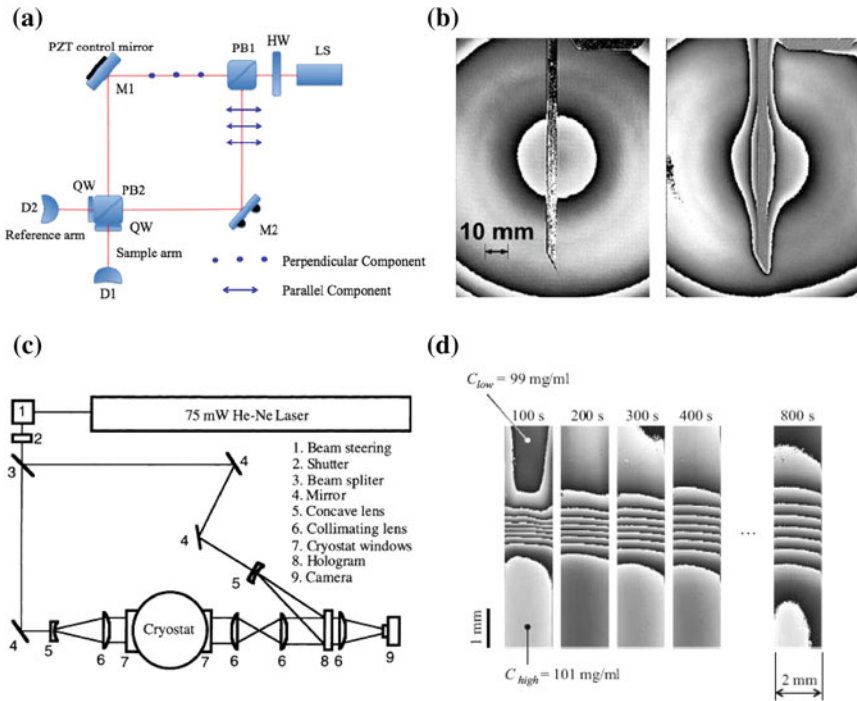 (a)
PZT control mirror
M1
PB1
HW
LS
QW
PB2
D2
QW
M2
Reference arm
Sample arm
D1
Perpendicular Component
Parallel Component
(b)
10 mm
(c)
1
75 mW He-Ne Laser
2
3
4
4
5
1. Beam steering
2. Shutter
3. Beam spliter
4. Mirror
5. Concave lens
6. Collimating lens
7. Cryostat windows
8. Hologram
9. Camera
Cryostat
4
5
6
7
7
6
6
8
6
9
(d)
C low = 99 mg/ml
100 s
200 s
300 s
400 s
800 s
...
1 mm
C high = 101 mg/ml
2 mm